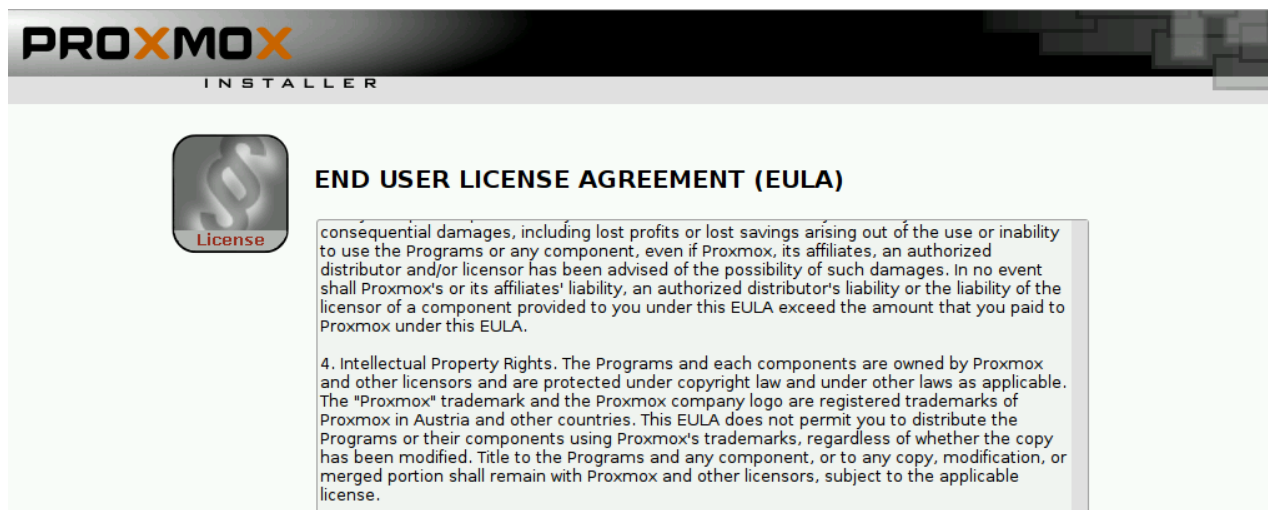 PROXMOX
INSTALLER
License
END USER LICENSE AGREEMENT (EULA)
consequential damages, including lost profits or lost savings arising out of the use or inability
to use the Programs or any component, even if Proxmox, its affiliates, an authorized
distributor and/or licensor has been advised of the possibility of such damages. In no event
shall Proxmox's or its affiliates' liability, an authorized distributor's liability or the liability of the
licensor of a component provided to you under this EULA exceed the amount that you paid to
Proxmox under this EULA.
4. Intellectual Property Rights. The Programs and each components are owned by Proxmox
and other licensors and are protected under copyright law and under other laws as applicable.
The "Proxmox" trademark and the Proxmox company logo are registered trademarks of
Proxmox in Austria and other countries. This EULA does not permit you to distribute the
Programs or their components using Proxmox's trademarks, regardless of whether the copy
has been modified. Title to the Programs and any component, or to any copy, modification, or
merged portion shall remain with Proxmox and other licensors, subject to the applicable
license.